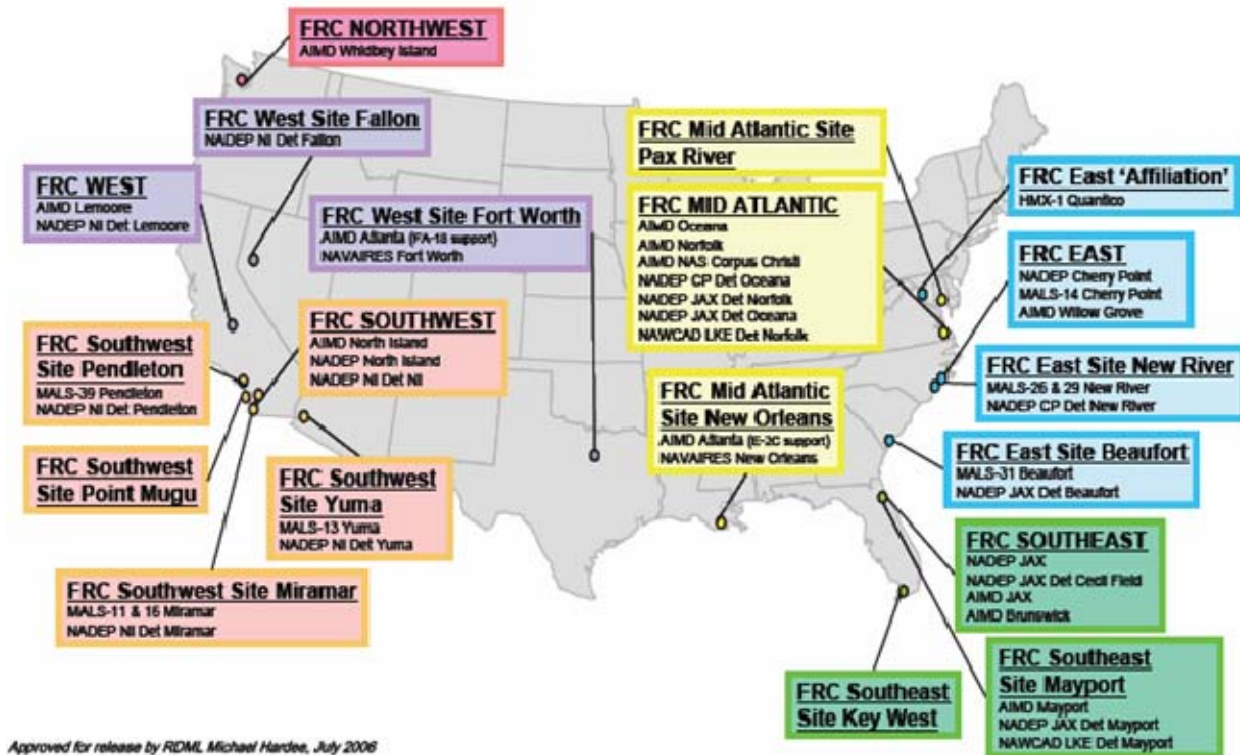 FRC NORTHWEST
AIMD Whidbey Island
FRC West Site Fallon
NADEP NI Det Fallon
FRC WEST
AIMD Lemoore
NADEP NI Det Lemoore
FRC West Site Fort Worth
AIMD Atlanta (FA-18 support)
NAVAIRES Fort Worth
FRC Mid Atlantic Site
Pax River
FRC MID ATLANTIC
AIMD Oceana
AIMD Norfolk
AIMD NAS Corpus Christi
NADEP CP Det Oceana
NADEP JAX Det Norfolk
NADEP JAX Det Oceana
NAWCAD LKE Det Norfolk
FRC East 'Affiliation'
HMX-1 Quantico
FRC EAST
NADEP Cherry Point
MALS-14 Cherry Point
AIMD Willow Grove
FRC Southwest
Site Pendleton
MALS-39 Pendleton
NADEP NI Det Pendleton
FRC SOUTHWEST
AIMD North Island
NADEP North Island
NADEP NI Det NI
FRC East Site New River
MALS-26 & 29 New River
NADEP CP Det New River
FRC Mid Atlantic
Site New Orleans
AIMD Atlanta (E-2C support)
NAVAIRES New Orleans
FRC Southwest
Site Point Mugu
FRC Southwest
Site Yuma
MALS-13 Yuma
NADEP NI Det Yuma
FRC East Site Beaufort
MALS-31 Beaufort
NADEP JAX Det Beaufort
FRC Southwest Site Miramar
MALS-11 & 16 Miramar
NADEP NI Det Miramar
FRC SOUTHEAST
NADEP JAX
NADEP JAX Det Cecil Field
AIMD JAX
AIMD Brunswick
FRC Southeast
Site Key West
FRC Southeast
Site Mayport
AIMD Mayport
NADEP JAX Det Mayport
NAWCAD LKE Det Mayport
Approved for release by RDML Michael Hardee, July 2006